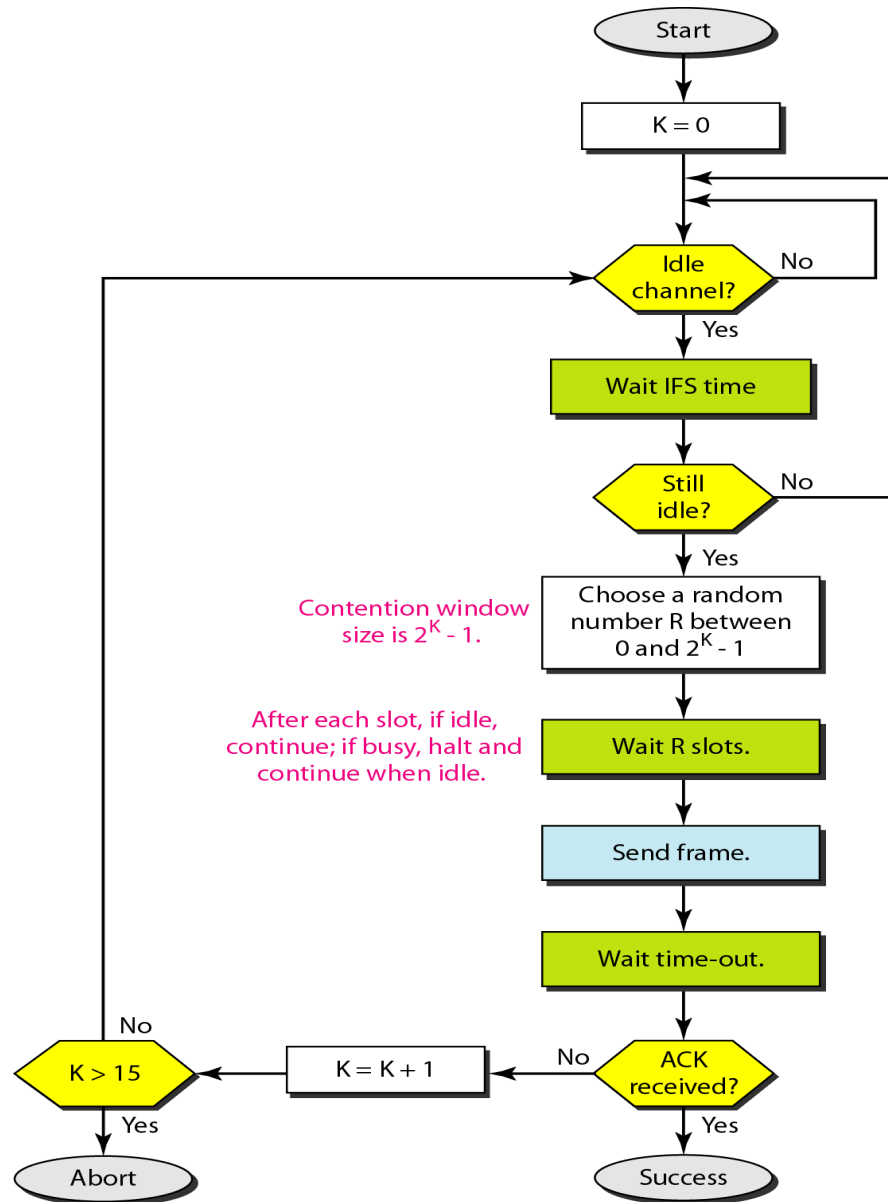 Start
K = 0
Idle
channel?
No
Yes
Wait IFS time
Still
idle?
No
Yes
Contention window
size is 2^K - 1.
Choose a random
number R between
0 and 2^K - 1
After each slot, if idle,
continue; if busy, halt and
continue when idle.
Wait R slots.
Send frame.
Wait time-out.
ACK
received?
No
Yes
K = K + 1
K > 15
No
Yes
Abort
Success